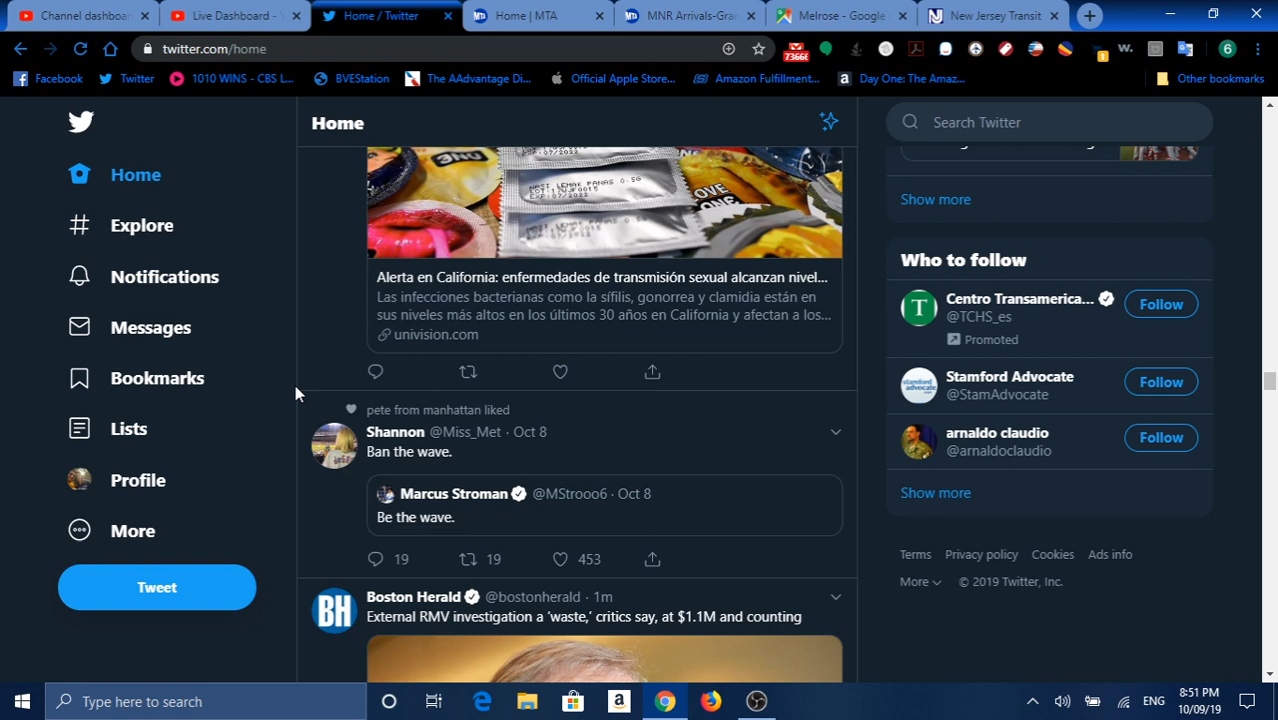 Channel dashboar
Live Dashboard - Y
Home / Twitter
Home | MTA
MNR Arrivals-Gran
Melrose - Google
New Jersey Transit
twitter.com/home
7366E
6
Facebook
Twitter
1010 WINS - CBS L...
BVEStation
The AAdvantage Di...
Official Apple Store...
Amazon Fulfillment...
Day One: The Amaz...
Other bookmarks
Home
Explore
Notifications
Messages
Bookmarks
Lists
Profile
More
Tweet
Home
Alerta en California: enfermedades de transmisión sexual alcanzan nivel...
Las infecciones bacterianas como la sífilis, gonorrea y clamidia están en
sus niveles más altos en los últimos 30 años en California y afectan a los...
univision.com
pete from manhattan liked
Shannon @Miss_Met · Oct 8
Ban the wave.
Marcus Stroman @MStrooo6 · Oct 8
Be the wave.
19 19 453
Boston Herald @bostonherald · 1m
External RMV investigation a ‘waste,’ critics say, at $1.1M and counting
Search Twitter
Show more
Who to follow
Centro Transamerica...
@TCHS_es
Promoted
Follow
Stamford Advocate
@StamAdvocate
Follow
arnaldo claudio
@arnaldoclaudio
Follow
Show more
Terms Privacy policy Cookies Ads info
More © 2019 Twitter, Inc.
Type here to search
ENG
8:51 PM
10/09/19